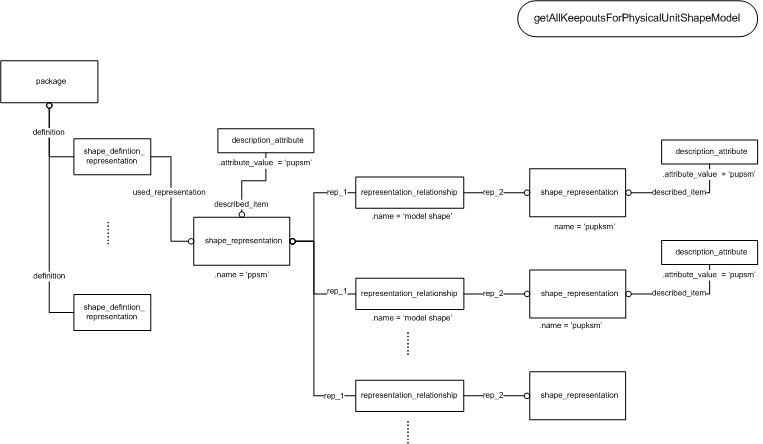 getAllKeepoutsForPhysicalUnitShapeModel
package
definition
shape_defintion_
representation
used_representation
definition
shape_defintion_
representation
description_attribute
.attribute_value = 'pupsm'
described_item
shape_representation
.name = 'ppsm'
rep_1
representation_relationship
.name = 'model shape'
rep_2
shape_representation
.name = 'pupksm'
description_attribute
.attribute_value = 'pupsm'
described_item
rep_1
representation_relationship
.name = 'model shape'
rep_2
shape_representation
.name = 'pupksm'
description_attribute
.attribute_value = 'pupsm'
described_item
rep_1
representation_relationship
rep_2
shape_representation